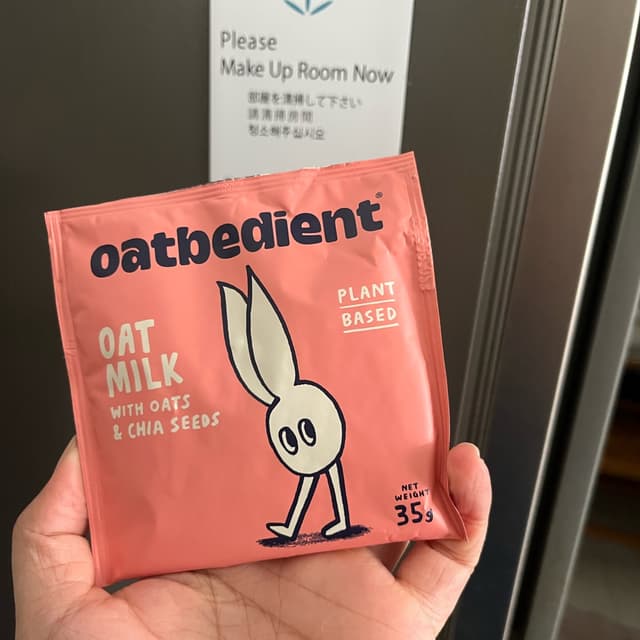 Please
Make Up Room Now
部屋を清掃して下さい
請清掃房間
청소해주십시오
oatbedient®
PLANT
BASED
OAT
MILK
WITH OATS
& CHIA SEEDS
NET
WEIGHT
35g